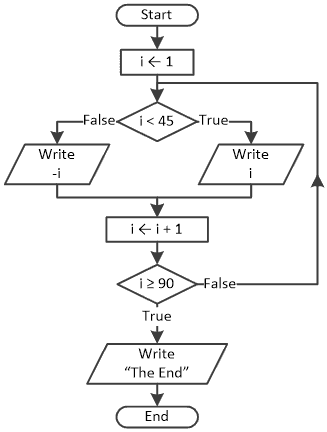 Start
i ← 1
i < 45
False
True
Write
-i
Write
i
i ← i + 1
i ≥ 90
False
True
Write
“The End”
End